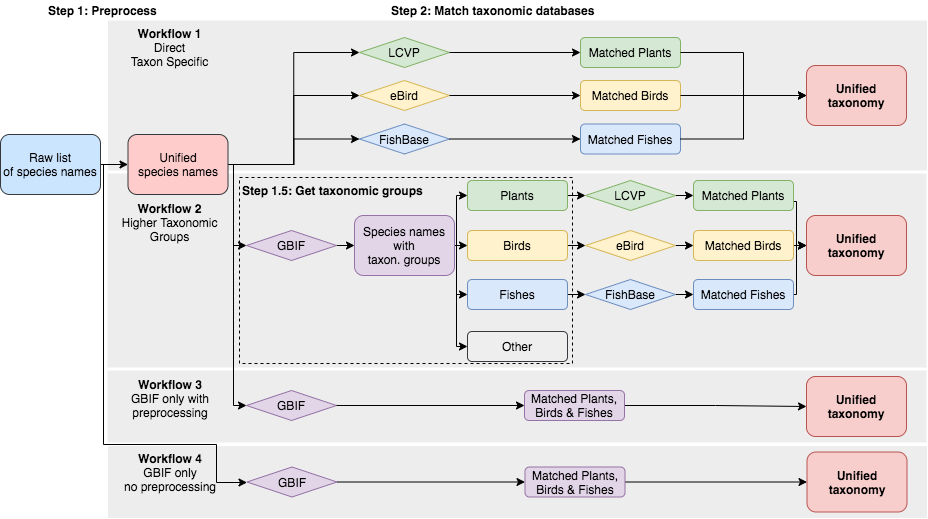 Step 1: Preprocess
Step 2: Match taxonomic databases
Workflow 1
Direct
Taxon Specific
LCVP
Matched Plants
eBird
Matched Birds
FishBase
Matched Fishes
Unified
taxonomy
Raw list
of species names
Unified
species names
Step 1.5: Get taxonomic groups
Workflow 2
Higher Taxonomic
Groups
GBIF
Species names
with
taxon. groups
Plants
LCVP
Matched Plants
Birds
eBird
Matched Birds
Fishes
FishBase
Matched Fishes
Other
Unified
taxonomy
Workflow 3
GBIF only with
preprocessing
GBIF
Matched Plants,
Birds & Fishes
Unified
taxonomy
Workflow 4
GBIF only
no preprocessing
GBIF
Matched Plants,
Birds & Fishes
Unified
taxonomy